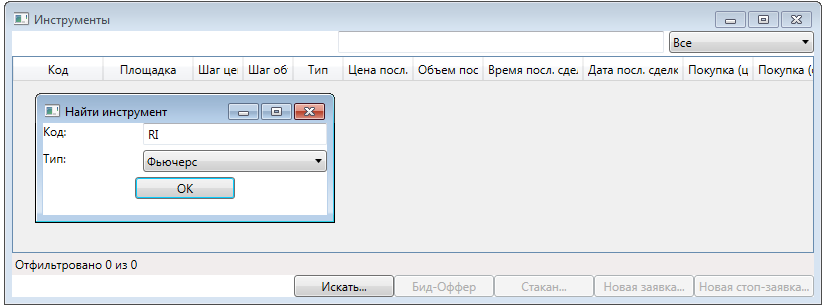 Инструменты
Все
Код Площадка Шаг це Шаг об Тип Цена посл. Объем пос Время посл. сде. Дата посл. сделк Покупка (ц Покупка (
Найти инструмент
Код: RI
Тип: Фьючерс
OK
Отфильтровано 0 из 0
Искать... Бид-Оффер Стакан... Новая заявка... Новая стоп-заявка...